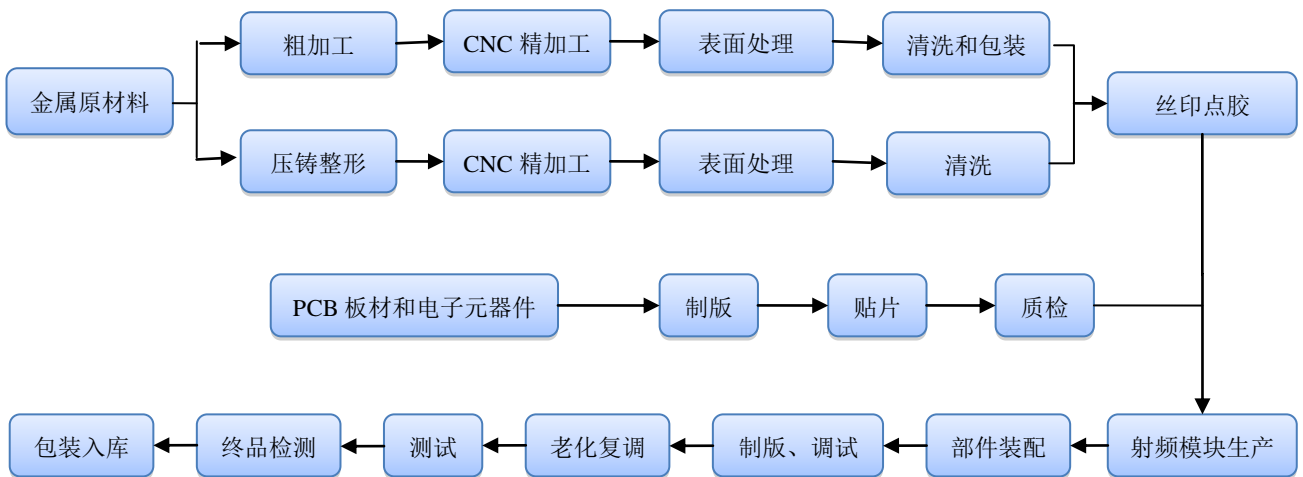 粗加工
CNC 精加工
表面处理
清洗和包装
金属原材料
丝印点胶
压铸整形
CNC 精加工
表面处理
清洗
PCB 板材和电子元器件
制版
贴片
质检
包装入库
终品检测
测试
老化复调
制版、调试
部件装配
射频模块生产